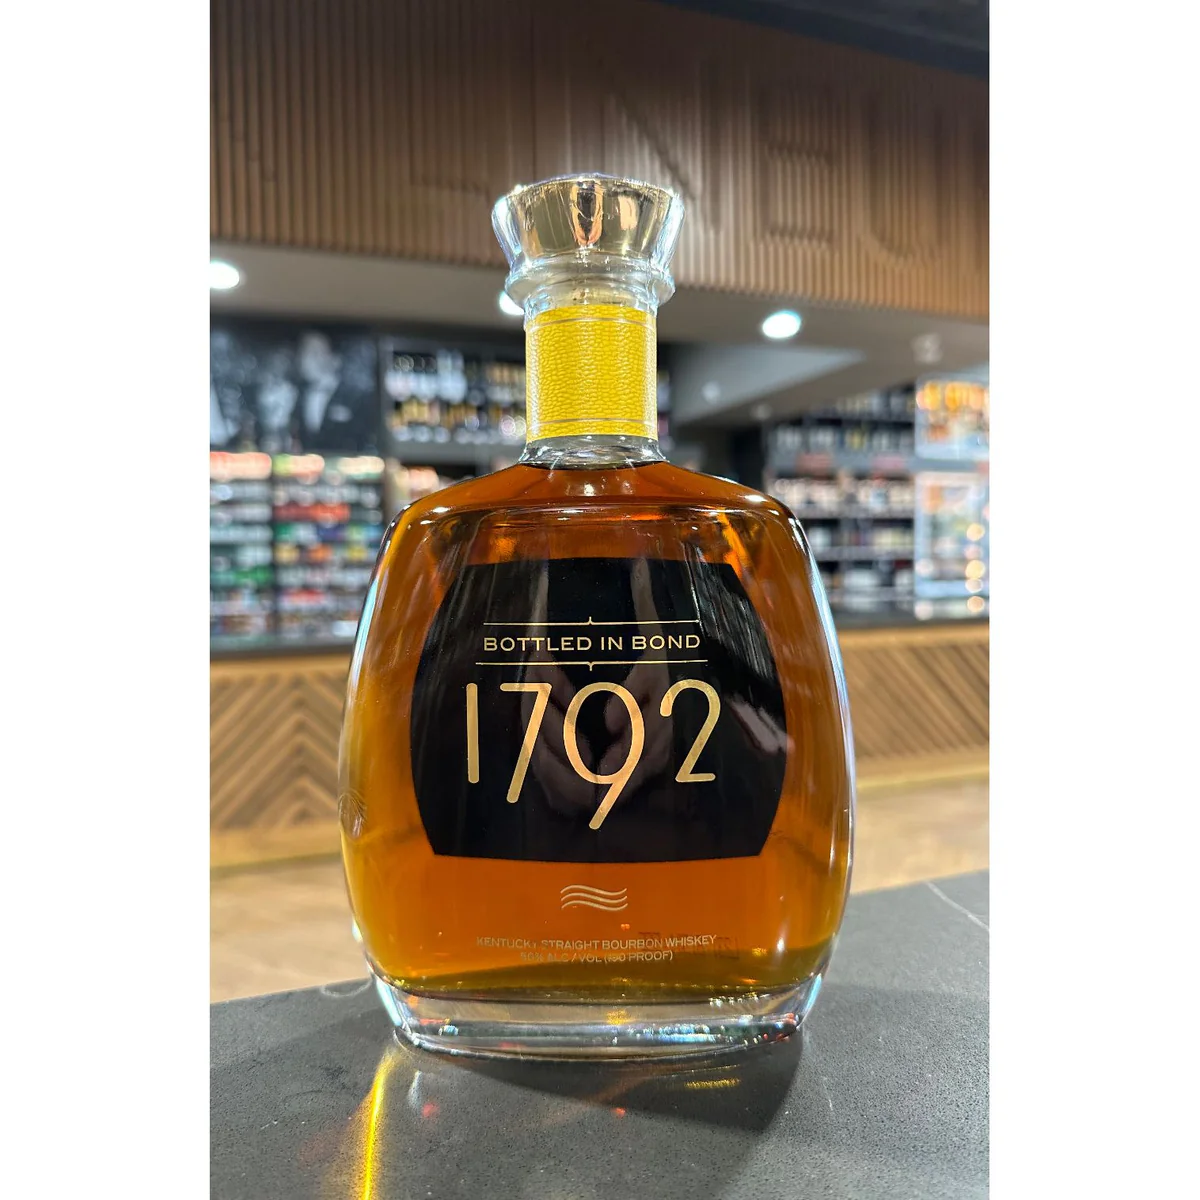 BOTTLED IN BOND
1792
KENTUCKY STRAIGHT BOURBON WHISKEY
50% ALC / VOL (100 PROOF)